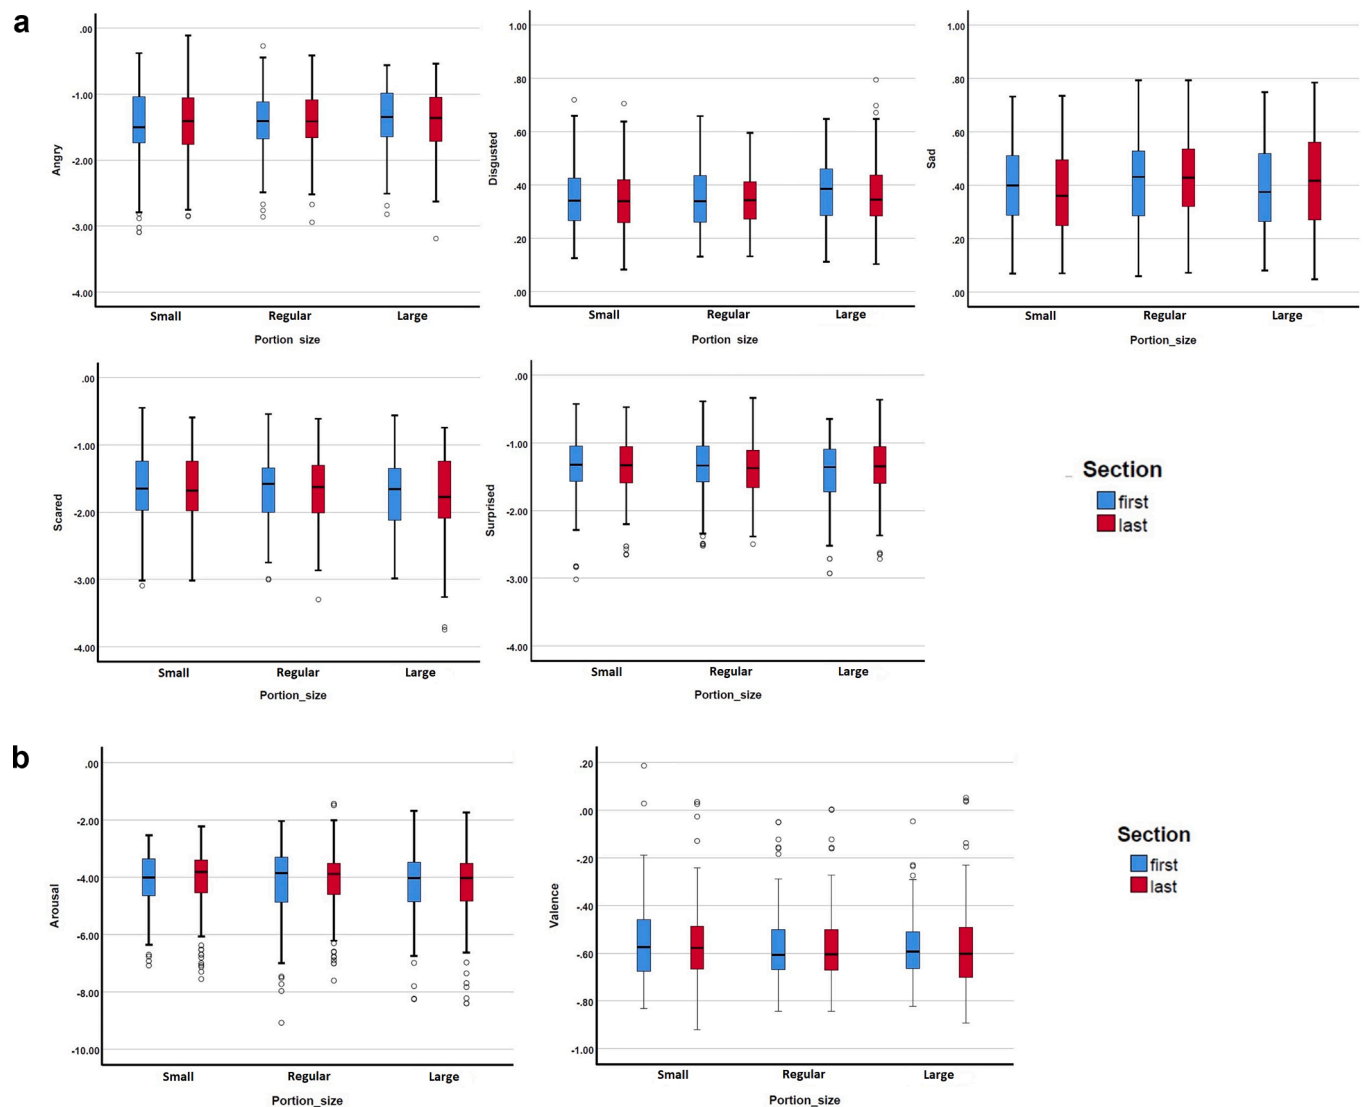 a
.00
-1.00
-2.00
-3.00
-4.00
Angry
Small Regular Large
Portion size
1.00
.80
.60
.40
.20
.00
Disgusted
Small Regular Large
Portion size
1.00
.80
.60
.40
.20
.00
Sad
Small Regular Large
Portion_size
.00
-1.00
-2.00
-3.00
-4.00
Scared
Small Regular Large
Portion_size
.00
-1.00
-2.00
-3.00
-4.00
Surprised
Small Regular Large
Portion_size
Section
first
last
b
.00
-2.00
-4.00
-6.00
-8.00
-10.00
Arousal
Small Regular Large
Portion_size
.20
.00
-.20
-.40
-.60
-.80
-1.00
Valence
Small Regular Large
Portion_size
Section
first
last